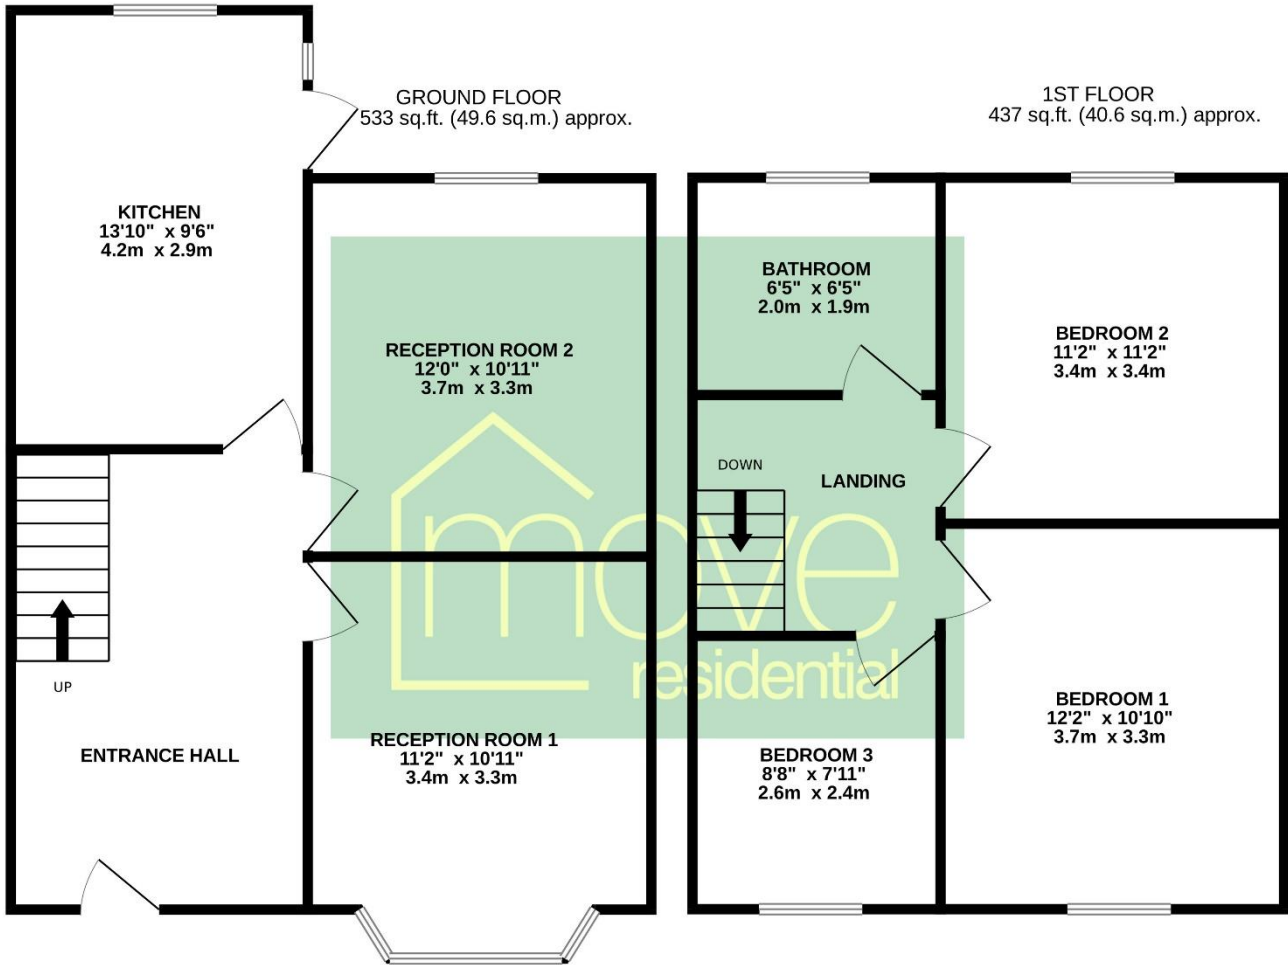 GROUND FLOOR
533 sq.ft. (49.6 sq.m.) approx.
1ST FLOOR
437 sq.ft. (40.6 sq.m.) approx.
KITCHEN
13'10" x 9'6"
4.2m x 2.9m
RECEPTION ROOM 2
12'0" x 10'11"
3.7m x 3.3m
UP
ENTRANCE HALL
RECEPTION ROOM 1
11'2" x 10'11"
3.4m x 3.3m
BATHROOM
6'5" x 6'5"
2.0m x 1.9m
BEDROOM 2
11'2" x 11'2"
3.4m x 3.4m
DOWN
LANDING
BEDROOM 1
12'2" x 10'10"
3.7m x 3.3m
BEDROOM 3
8'8" x 7'11"
2.6m x 2.4m
move
residential